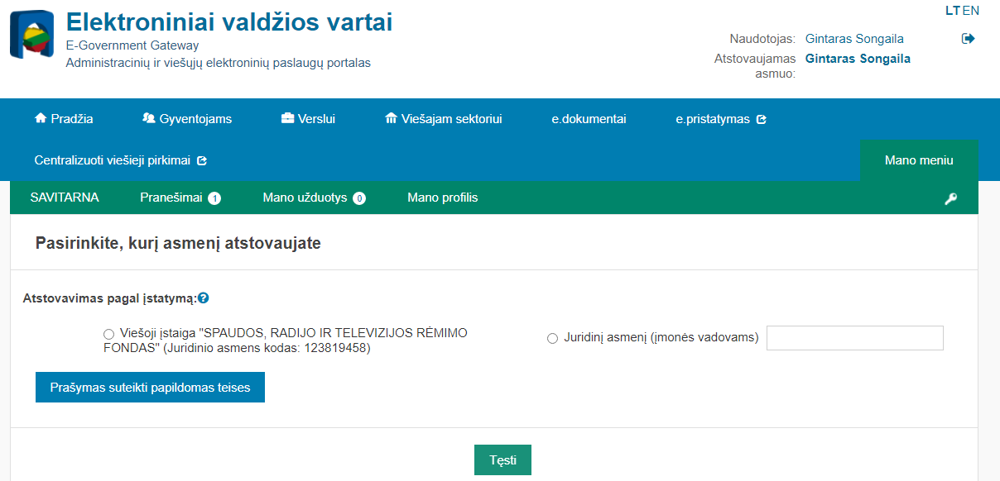 Elektroniniai valdžios vartai
E-Government Gateway
Administracinių ir viešųjų elektroninių paslaugų portalas
LT EN
Naudotojas: Gintaras Songaila
Atstovaujamas asmuo: Gintaras Songaila
Pradžia
Gyventojams
Verslui
Viešajam sektoriui
e.dokumentai
e.pristatymas
Centralizuoti viešieji pirkimai
Mano meniu
SAVITARNA
Pranešimai 1
Mano užduotys 0
Mano profilis
Pasirinkite, kurį asmenį atstovaujate
Atstovavimas pagal įstatymą:
Viešoji įstaiga "SPAUDOS, RADIJO IR TELEVIZIJOS RĖMIMO
FONDAS" (Juridinio asmens kodas: 123819458)
Juridinį asmenį (įmonės vadovams)
Prašymas suteikti papildomas teises
Tęsti